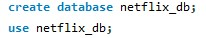 create database netflix_db;
use netflix_db;